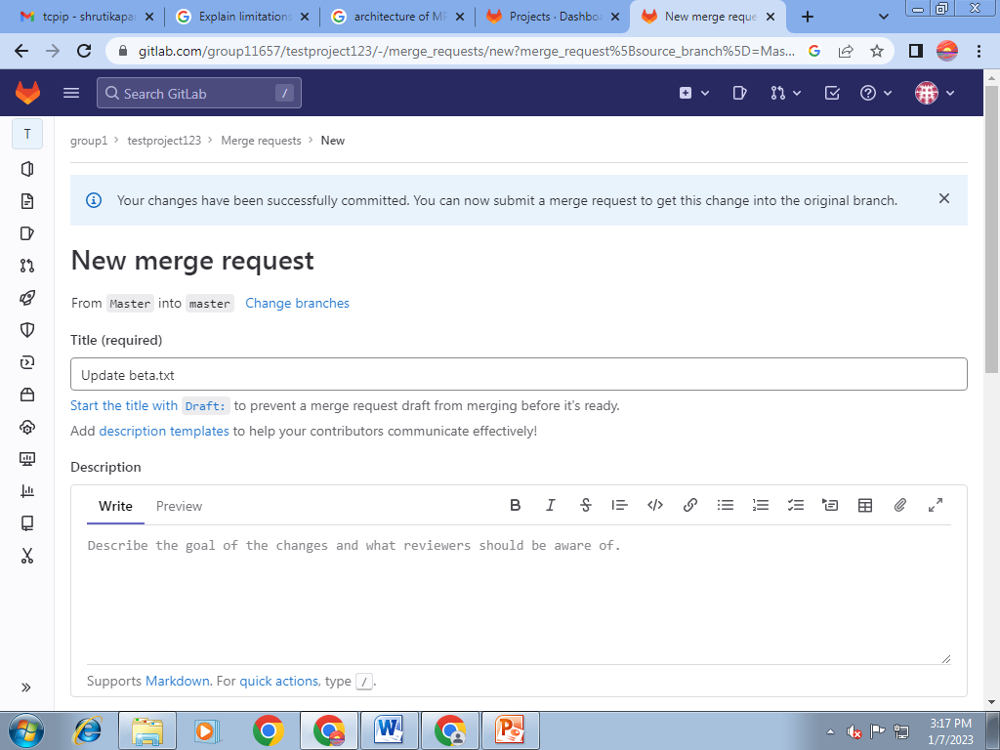 tcpip - shrutikapa
Explain limitations
architecture of MP
Projects · Dashboa
New merge reque
gitlab.com/group11657/testproject123/-/merge_requests/new?merge_request%5Bsource_branch%5D=Mas...
Search GitLab /
T
group1 > testproject123 > Merge requests > New
Your changes have been successfully committed. You can now submit a merge request to get this change into the original branch.
New merge request
From Master into master Change branches
Title (required)
Update beta.txt
Start the title with Draft: to prevent a merge request draft from merging before it's ready.
Add description templates to help your contributors communicate effectively!
Description
Write Preview
Describe the goal of the changes and what reviewers should be aware of.
Supports Markdown. For quick actions, type /.
3:17 PM
1/7/2023